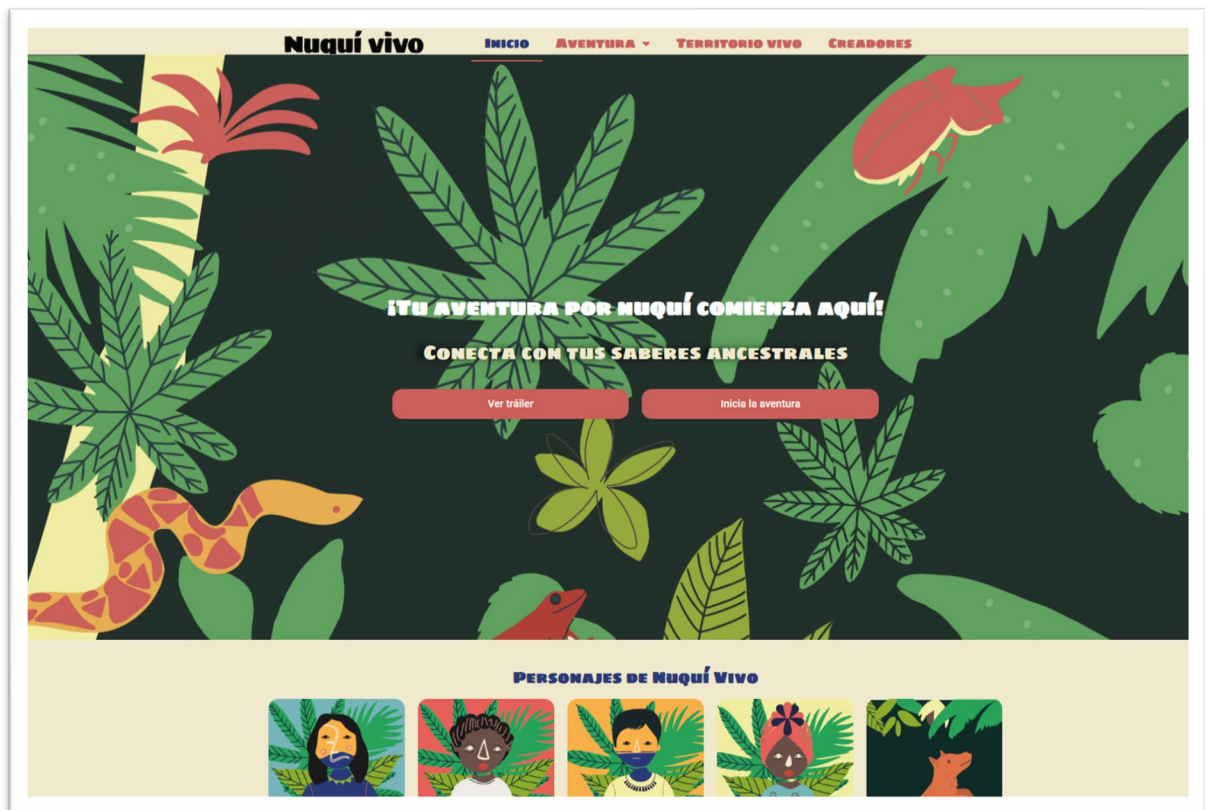 Nuquí vivo
Inicio Aventura Territorio vivo Creadores
¡Tu aventura por nuquí comienza aquí!
Conecta con tus saberes ancestrales
Ver tráiler Inicia la aventura
Personajes de Nuquí Vivo